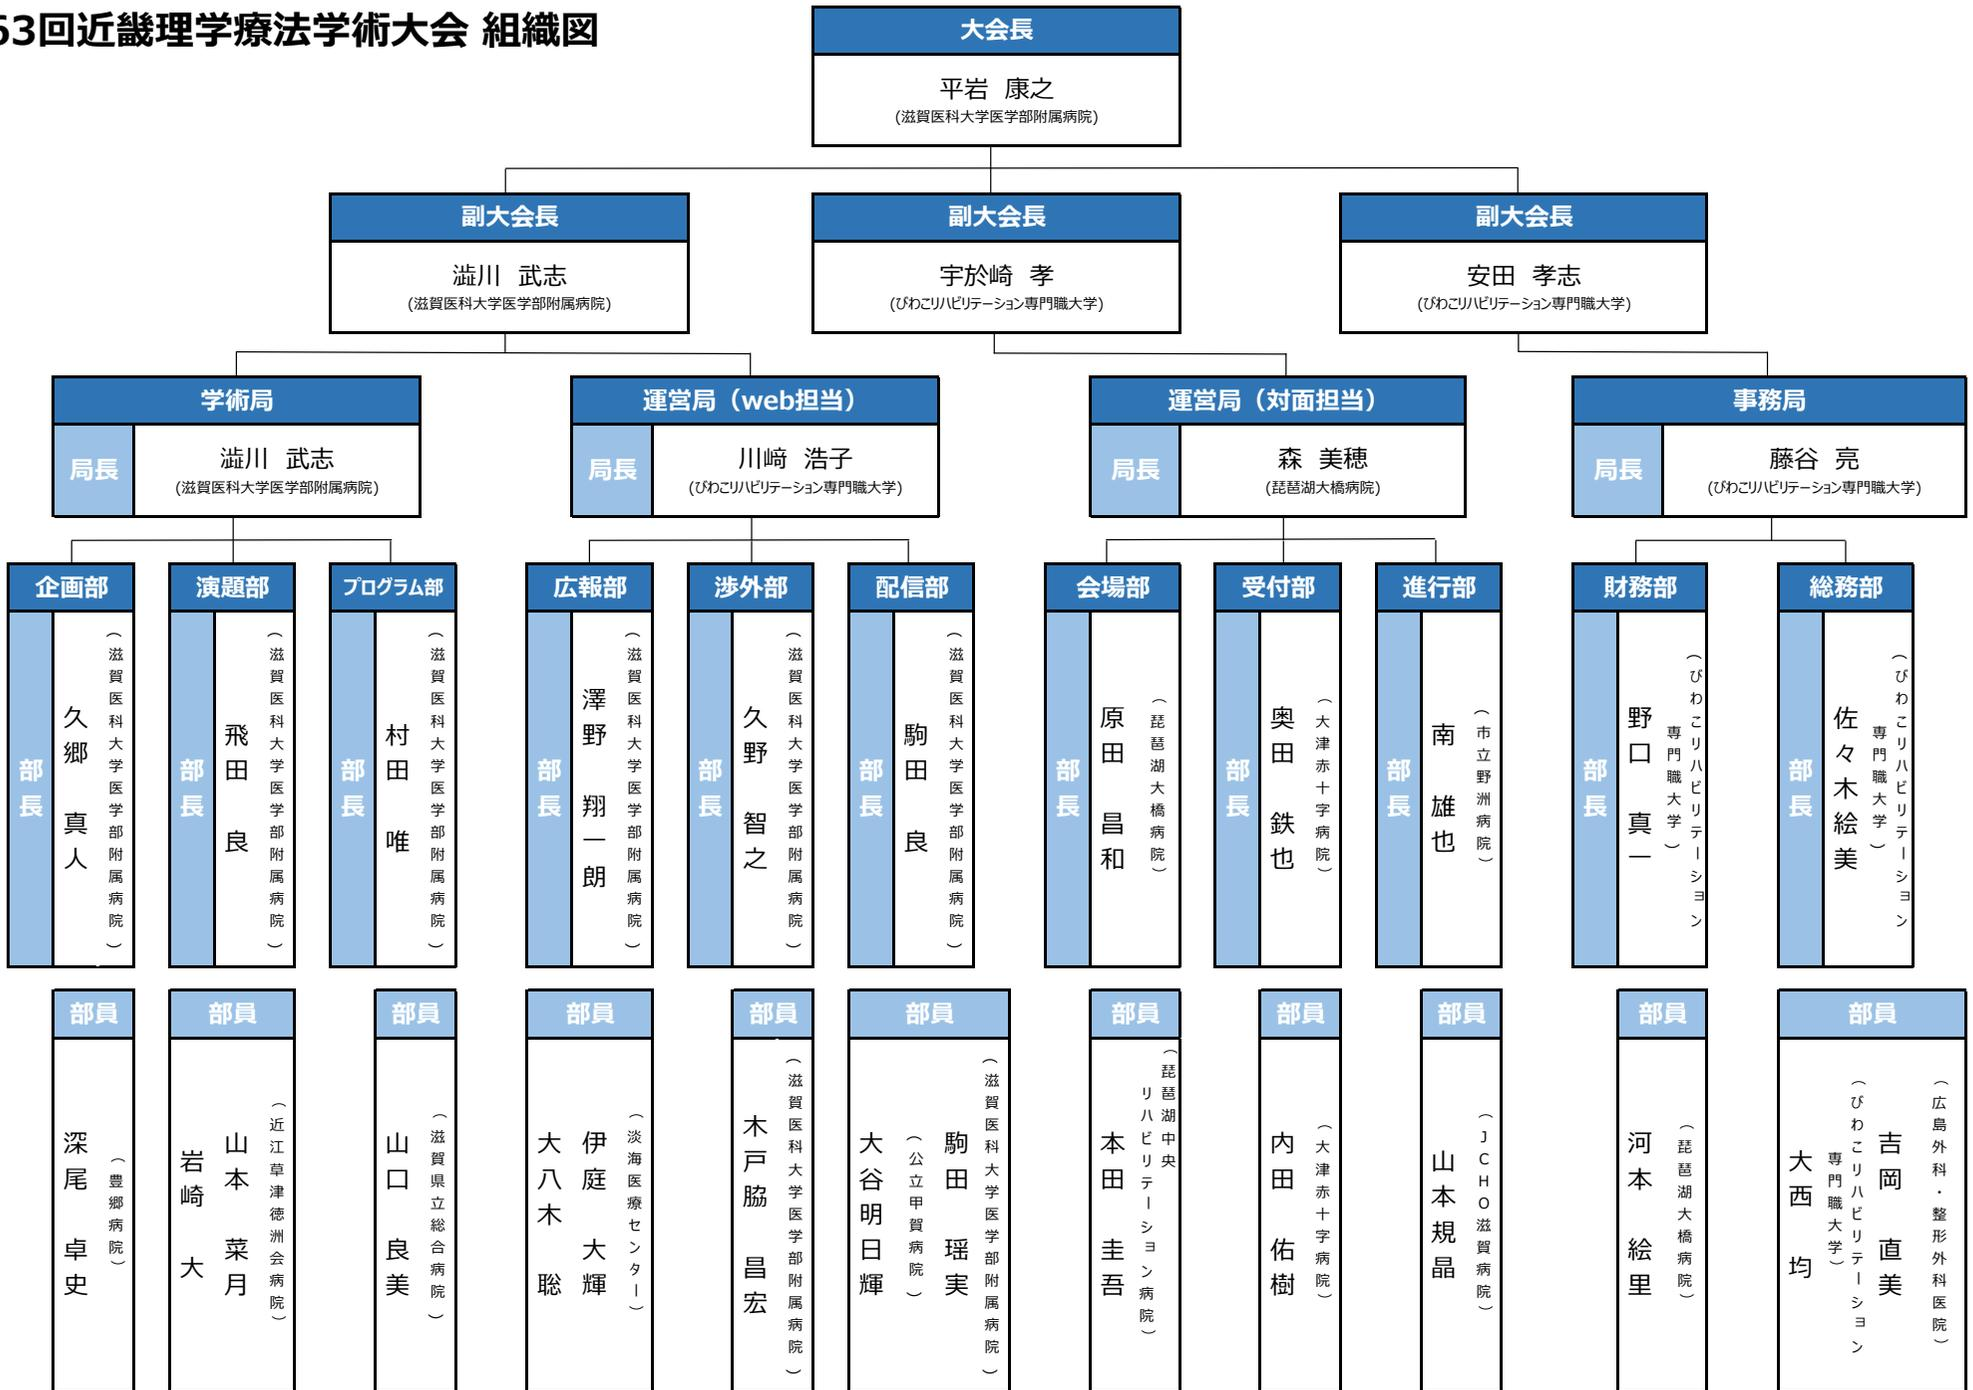 63回近畿理学療法学術大会 組織図
大会長
平岩 康之
(滋賀医科大学医学部附属病院)
副大会長
澁川 武志
(滋賀医科大学医学部附属病院)
副大会長
宇於崎 孝
(びわこリハビリテーション専門職大学)
副大会長
安田 孝志
(びわこリハビリテーション専門職大学)
学術局
局長
澁川 武志
(滋賀医科大学医学部附属病院)
運営局（web担当）
局長
川﨑 浩子
(びわこリハビリテーション専門職大学)
運営局（対面担当）
局長
森 美穂
(琵琶湖大橋病院)
事務局
局長
藤谷 亮
(びわこリハビリテーション専門職大学)
企画部
部長
久郷 真人
（滋賀医科大学医学部附属病院）
演題部
部長
飛田 良
（滋賀医科大学医学部附属病院）
プログラム部
部長
村田 唯
（滋賀医科大学医学部附属病院）
広報部
部長
澤野 翔一朗
（滋賀医科大学医学部附属病院）
渉外部
部長
久野 智之
（滋賀医科大学医学部附属病院）
配信部
部長
駒田 良
（滋賀医科大学医学部附属病院）
会場部
部長
原田 昌和
（琵琶湖大橋病院）
受付部
部長
奥田 鉄也
（大津赤十字病院）
進行部
部長
南 雄也
（市立野洲病院）
財務部
部長
野口 真一
（びわこリハビリテーション
専門職大学）
総務部
部長
佐々木絵美
（びわこリハビリテーション
専門職大学）
部員
深尾 卓史
（豊郷病院）
部員
（近江草津徳洲会病院）
山本 菜月
岩崎 大
部員
山口 良美
（滋賀県立総合病院）
部員
（淡海医療センター）
伊庭 大輝
大八木 聡
部員
木戸脇 昌宏
（滋賀医科大学医学部附属病院）
部員
（滋賀医科大学医学部附属病院）
駒田 瑶実
（公立甲賀病院）
大谷明日輝
部員
（琵琶湖中央
リハビリテーション病院）
本田 圭吾
部員
内田 佑樹
（大津赤十字病院）
部員
山本規晶
（JCHO滋賀病院）
部員
河本 絵里
（琵琶湖大橋病院）
部員
（広島外科・整形外科医院）
吉岡 直美
（びわこリハビリテーション
専門職大学）
大西 均